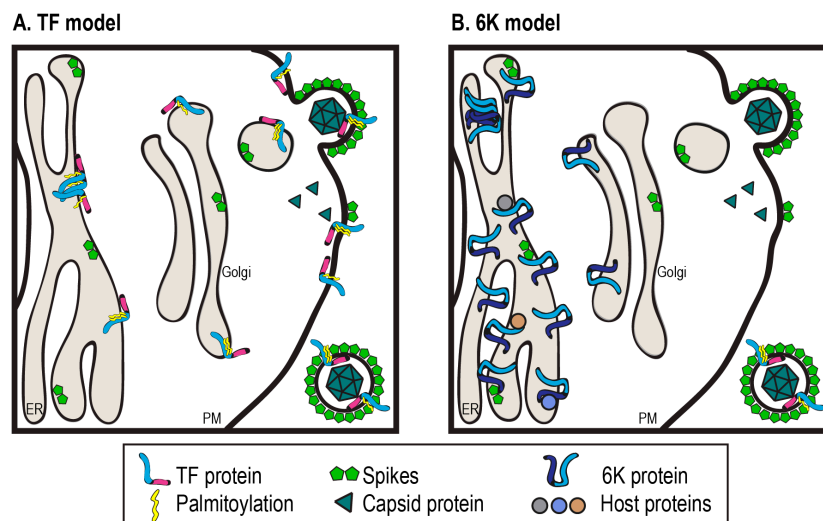 A. TF model
B. 6K model
Golgi
ER
PM
Golgi
ER
PM
TF protein
Spikes
6K protein
Palmitoylation
Capsid protein
Host proteins